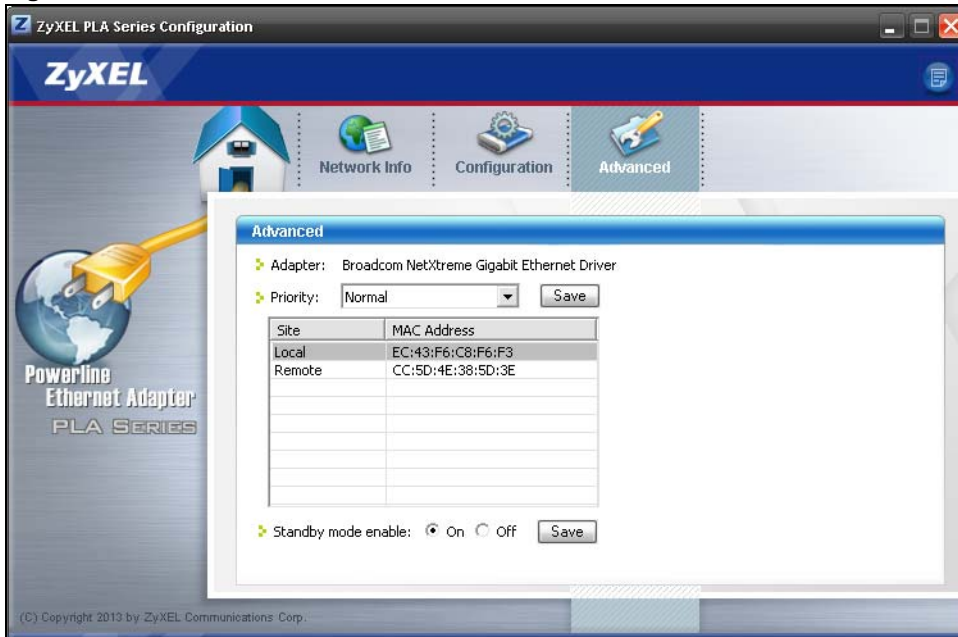 ZyXEL PLA Series Configuration
ZyXEL
Network Info
Configuration
Advanced
Advanced
Adapter: Broadcom NetXtreme Gigabit Ethernet Driver
Priority: Normal Save
Site MAC Address
Local EC:43:F6:C8:F6:F3
Remote CC:5D:4E:38:5D:3E
Powerline
Ethernet Adapter
PLA SERIES
Standby mode enable: On Off Save
(C) Copyright 2013 by ZyXEL Communications Corp.